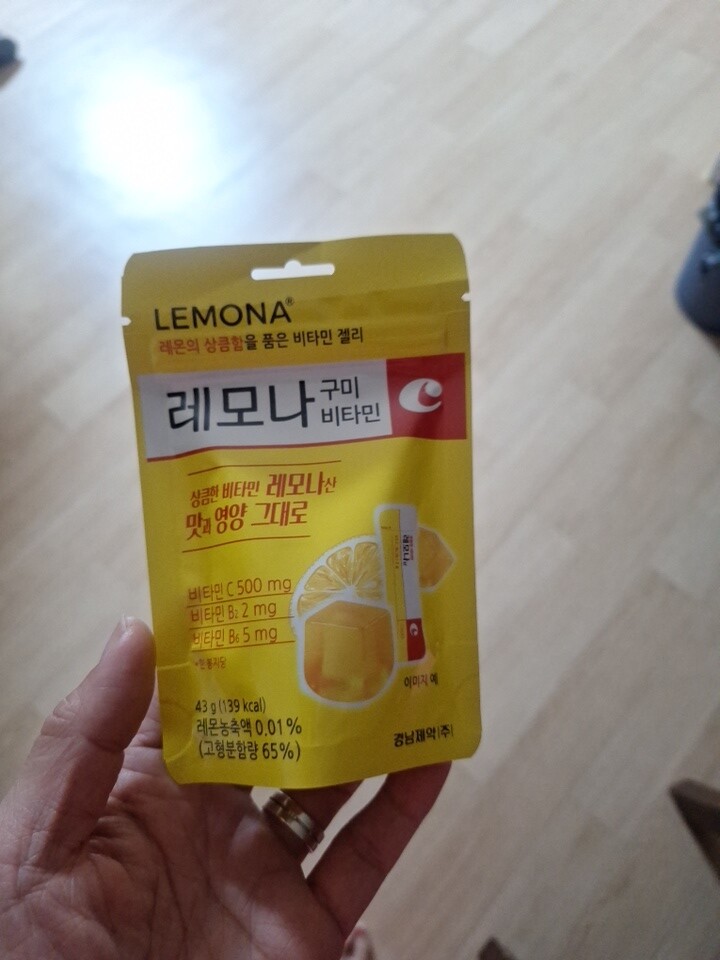 LEMONA®
레몬의 상큼함을 품은 비타민 젤리
레모나 구미 비타민
C
상큼한 비타민 레모나산
맛과 영양 그대로
비타민 C 500 mg
비타민 B₂ 2 mg
비타민 B₆ 5 mg
레모나
C
이미지 예
43 g (139 kcal)
레몬농축액 0.01%
(고형분함량 65%)
경남제약(주)